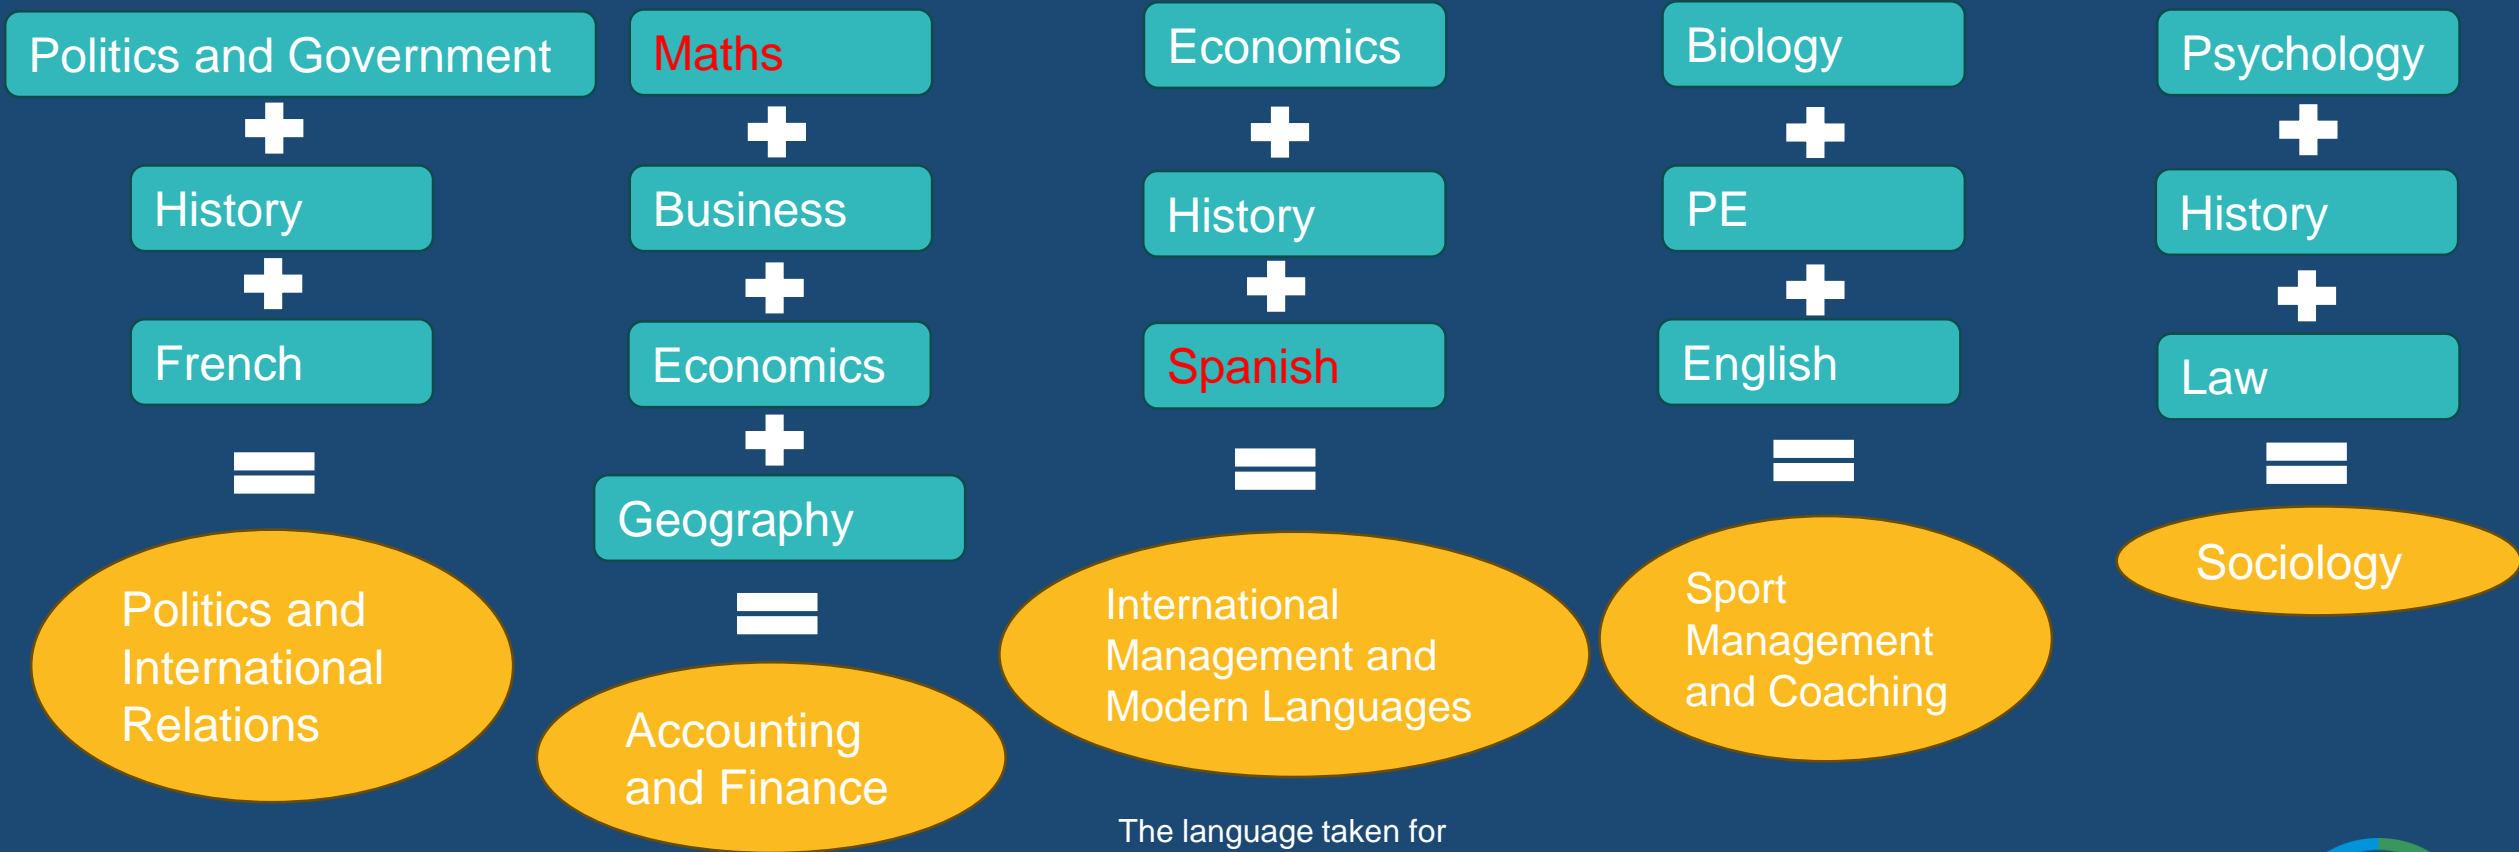 Politics and Government
History
French
Politics and
International
Relations
Maths
Business
Economics
Geography
Accounting
and Finance
Economics
History
Spanish
International
Management and
Modern Languages
The language taken for
Biology
PE
English
Sport
Management
and Coaching
Psychology
History
Law
Sociology